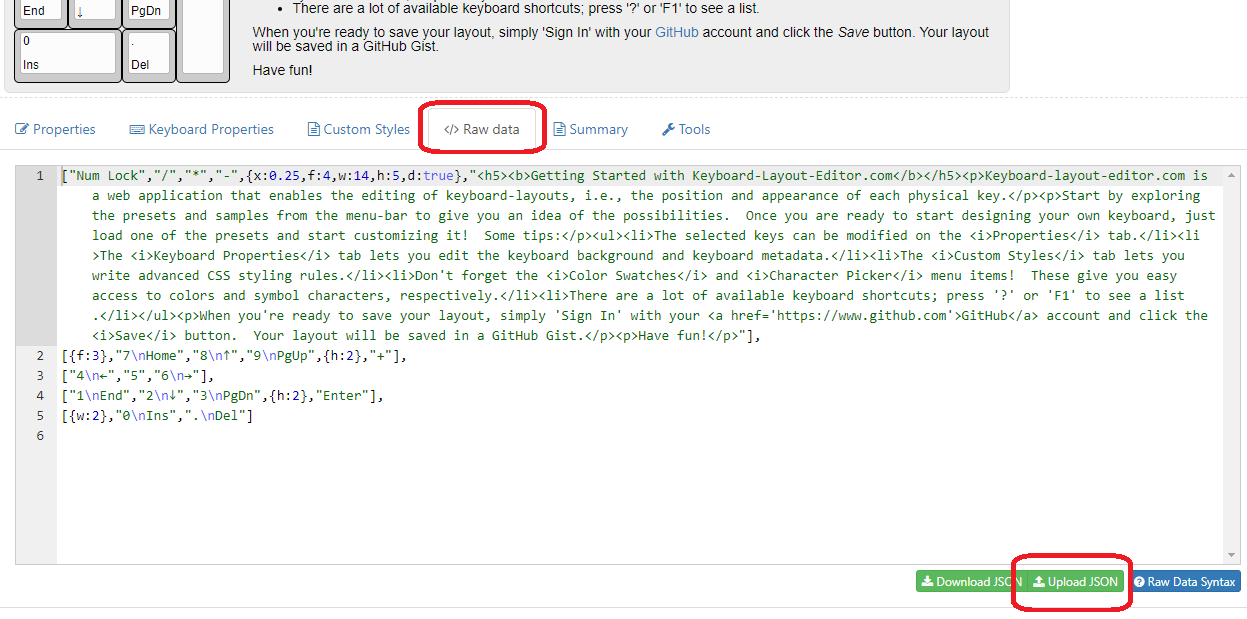 End
↓
PgDn
0
Ins
.
Del
• There are a lot of available keyboard shortcuts; press '?' or 'F1' to see a list.
When you're ready to save your layout, simply 'Sign In' with your GitHub account and click the Save button. Your layout
will be saved in a GitHub Gist.
Have fun!
Properties
Keyboard Properties
Custom Styles
</> Raw data
Summary
Tools
1 ["Num Lock","/","*","-",{x:0.25,f:4,w:14,h:5,d:true},"<h5><b>Getting Started with Keyboard-Layout-Editor.com</b></h5><p>Keyboard-layout-editor.com is
a web application that enables the editing of keyboard-layouts, i.e., the position and appearance of each physical key.</p><p>Start by exploring
the presets and samples from the menu-bar to give you an idea of the possibilities.  Once you are ready to start designing your own keyboard, just
load one of the presets and start customizing it!  Some tips:</p><ul><li>The selected keys can be modified on the <i>Properties</i> tab.</li><li
>The <i>Keyboard Properties</i> tab lets you edit the keyboard background and keyboard metadata.</li><li>The <i>Custom Styles</i> tab lets you
write advanced CSS styling rules.</li><li>Don't forget the <i>Color Swatches</i> and <i>Character Picker</i> menu items!  These give you easy
access to colors and symbol characters, respectively.</li><li>There are a lot of available keyboard shortcuts; press '?' or 'F1' to see a list
.</li></ul><p>When you're ready to save your layout, simply 'Sign In' with your <a href='https://www.github.com'>GitHub</a> account and click the
<i>Save</i> button.  Your layout will be saved in a GitHub Gist.</p><p>Have fun!</p>"],
2 [{f:3},"7\nHome","8\n↑","9\nPgUp",{h:2},"+"],
3 ["4\n←","5","6\n→"],
4 ["1\nEnd","2\n↓","3\nPgDn",{h:2},"Enter"],
5 [{w:2},"0\nIns",".\nDel"]
6
Download JSON
Upload JSON
Raw Data Syntax